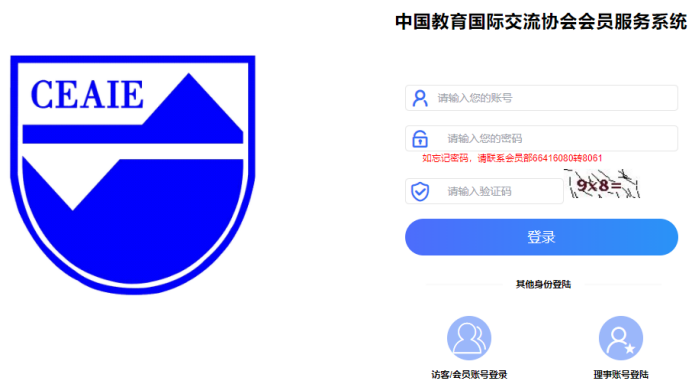 中国教育国际交流协会会员服务系统
CEAIE
请输入您的账号
请输入您的密码
如忘记密码，请联系会员部66416080转8061
请输入验证码
9x8=
登录
其他身份登陆
访客/会员账号登录
理事账号登陆